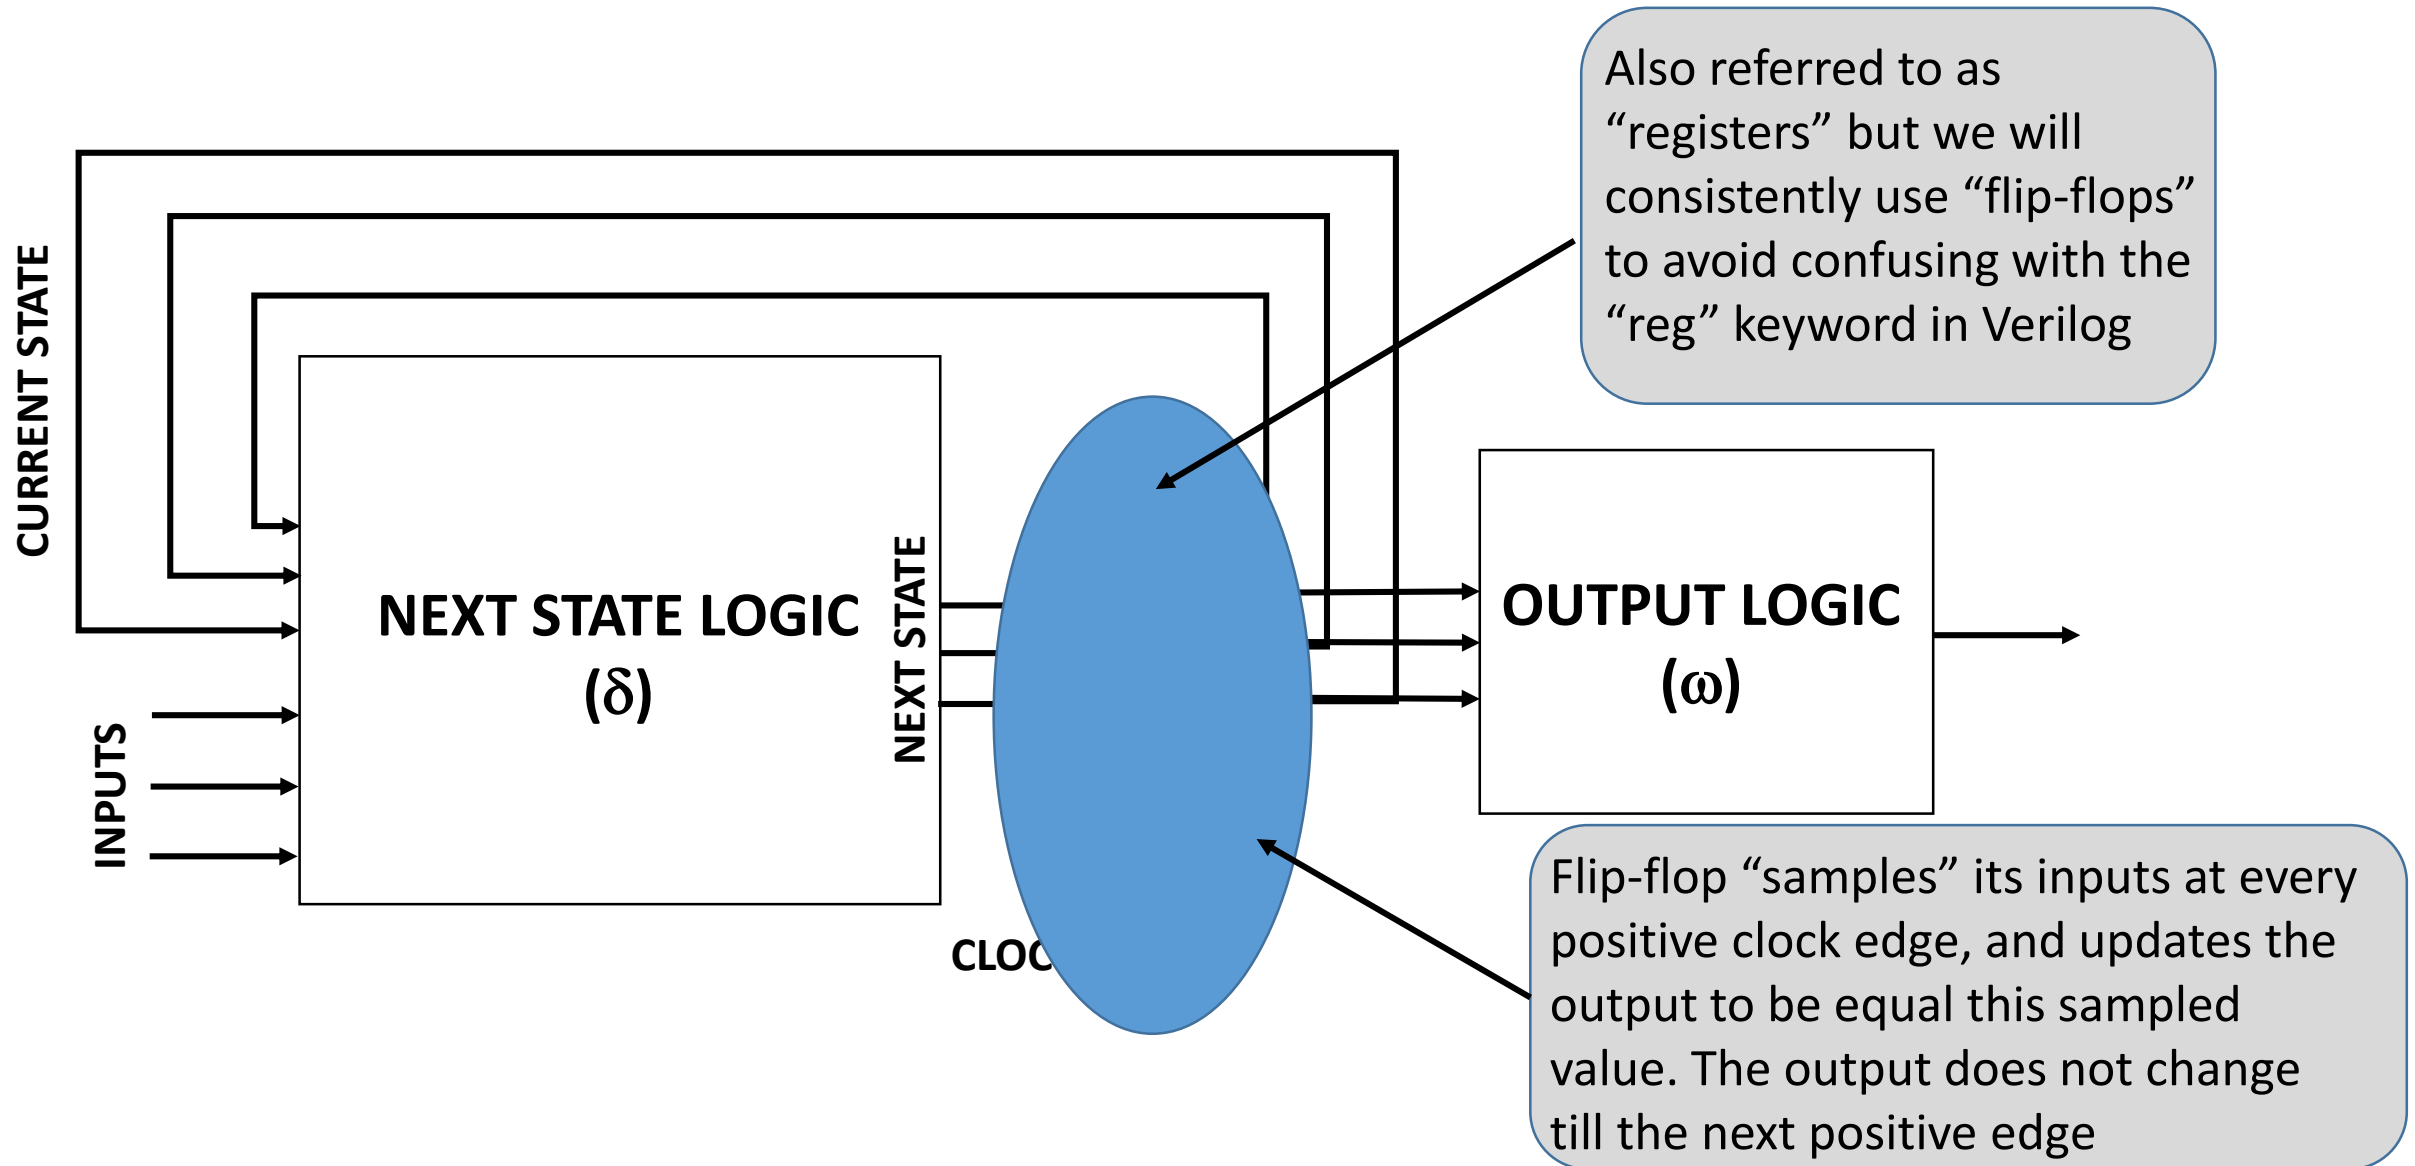 Also referred to as
“registers” but we will
consistently use “flip-flops”
to avoid confusing with the
“reg” keyword in Verilog
CURRENT STATE
NEXT STATE LOGIC
(δ)
NEXT STATE
OUTPUT LOGIC
(ω)
INPUTS
CLOC
Flip-flop “samples” its inputs at every
positive clock edge, and updates the
output to be equal this sampled
value. The output does not change
till the next positive edge